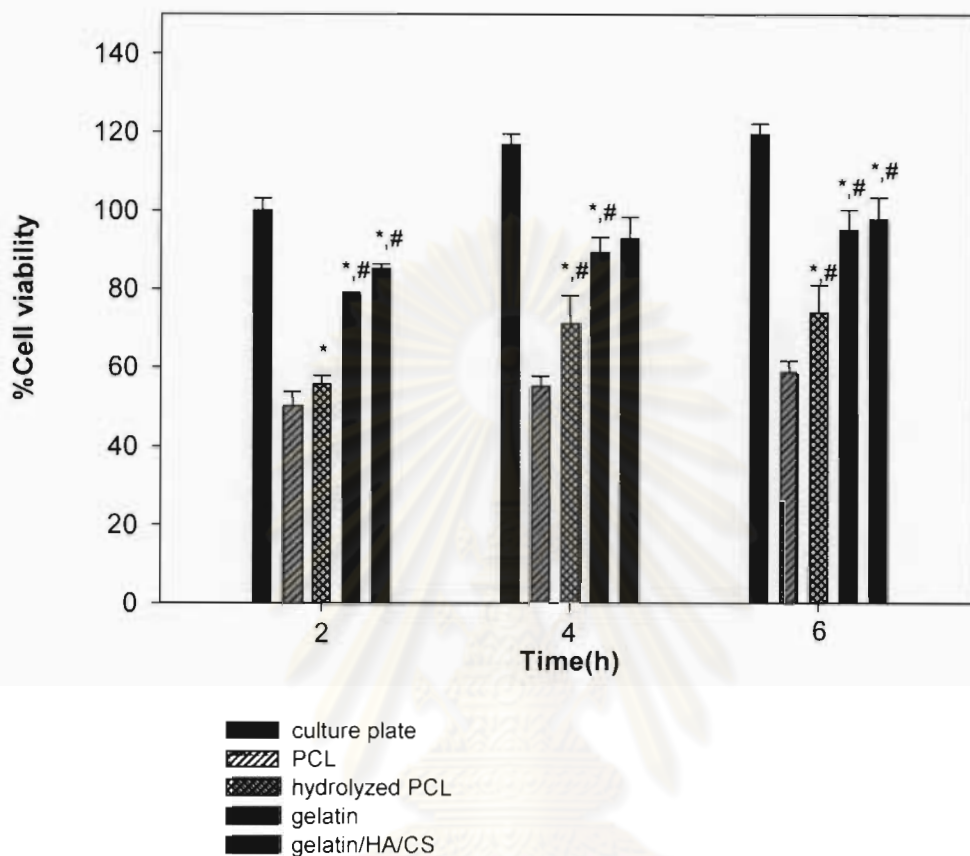 140
120
100
80
60
40
20
0
%Cell viability
*
*,#
*,#
*,#
*,#
*,#
*,#
*,#
2
4
6
Time(h)
culture plate
PCL
hydrolyzed PCL
gelatin
gelatin/HA/CS